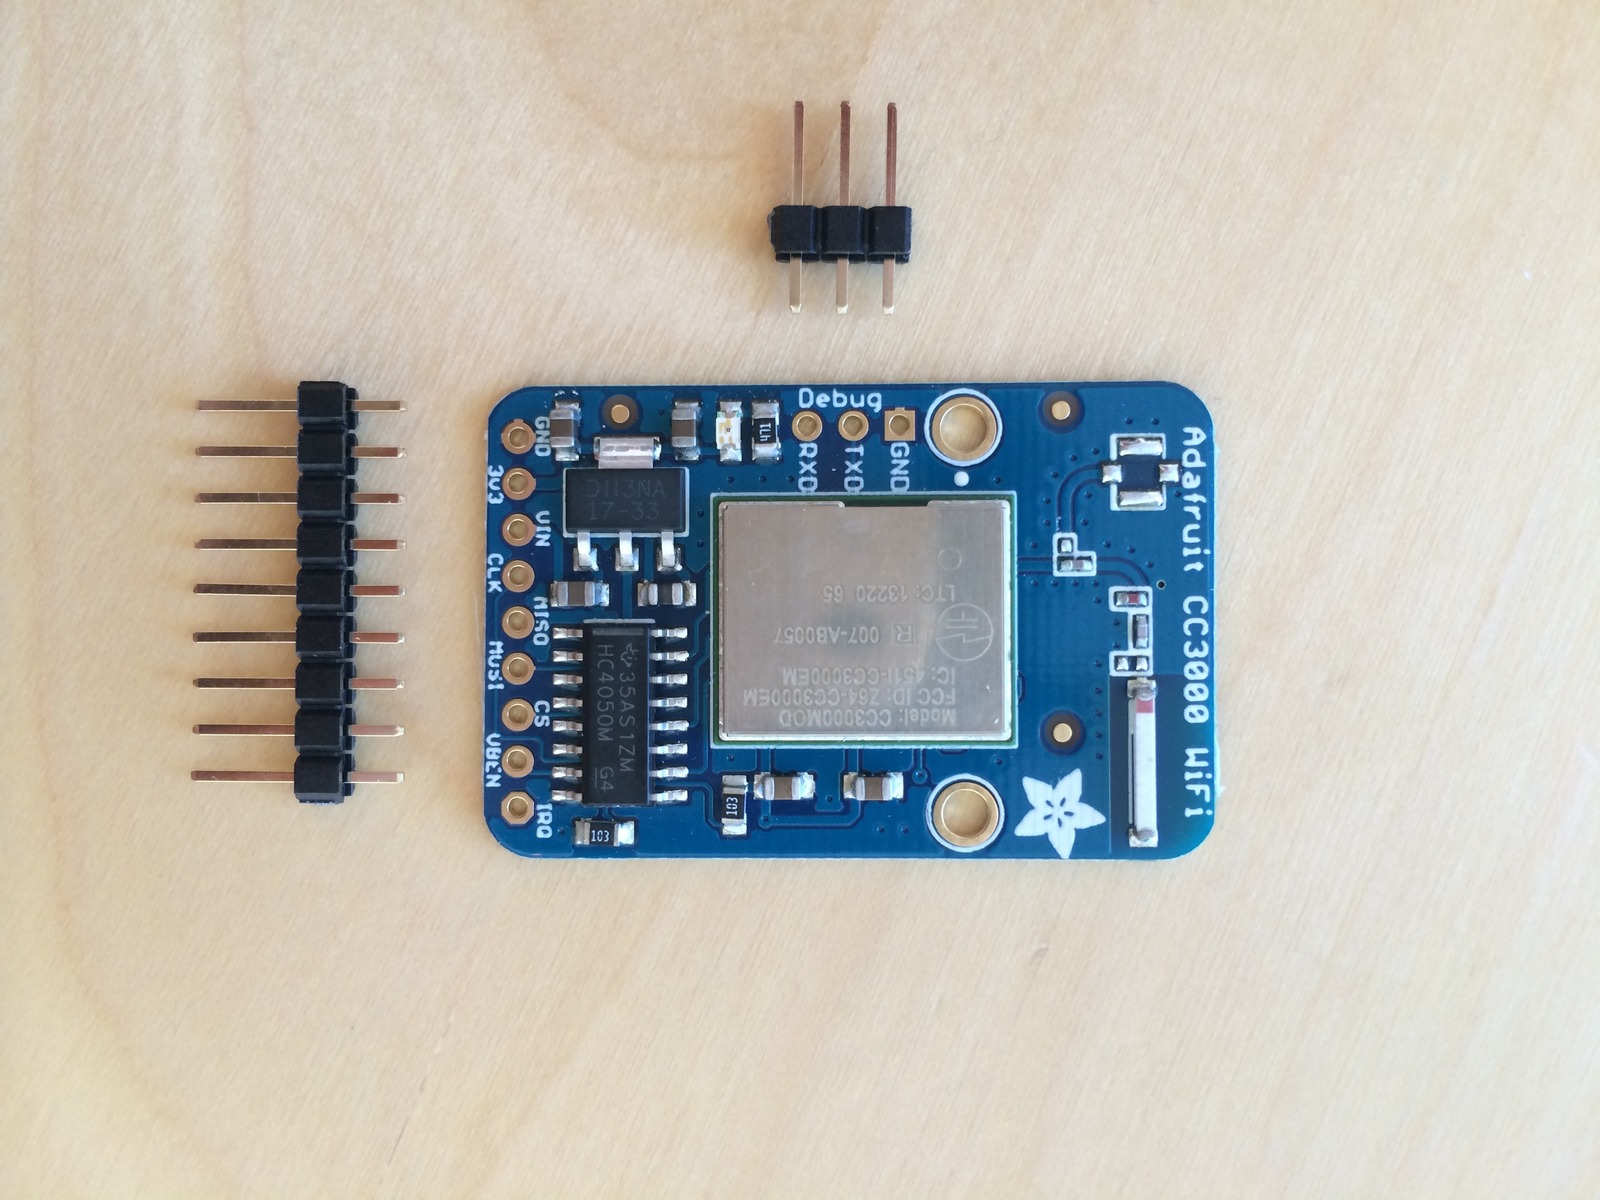 Debug
RXD
TXD
GND
GND
3V3
VIN
CLK
MISO
MOSI
CS
VBEN
IRQ
471
D113NA
17-33
35AS1ZM
HC4050M G4
103
103
Model: CC3000MOD
FCC ID: Z64-CC3000EM
IC: 451I-CC3000EM
R 007-AB0057
LTC: 13220 65
Adafruit CC3000 WiFi